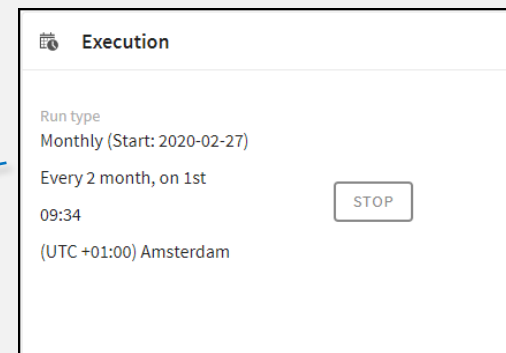 Execution
Run type
Monthly (Start: 2020-02-27)
Every 2 month, on 1st
09:34
STOP
(UTC +01:00) Amsterdam